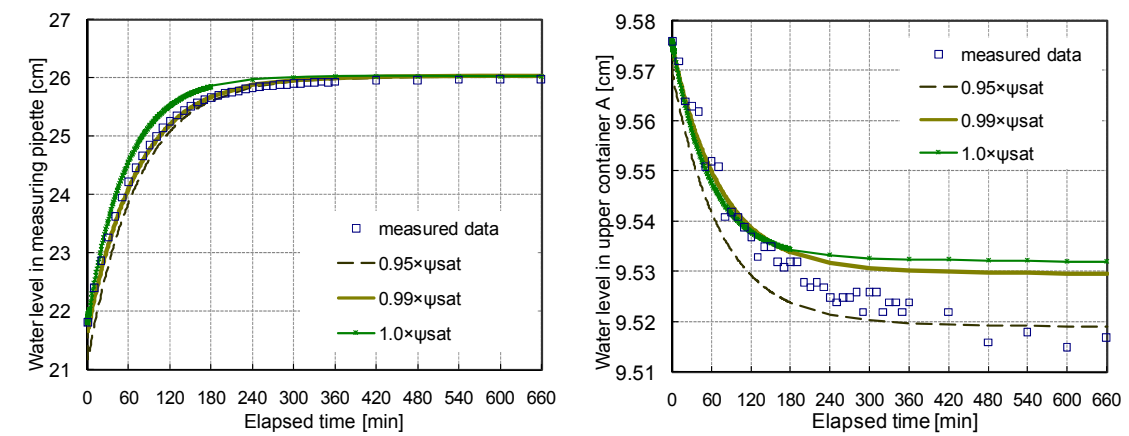 Water level in measuring pipette [cm]
27
26
25
24
23
22
21
0 60 120 180 240 300 360 420 480 540 600 660
Elapsed time [min]
measured data
0.95×ψsat
0.99×ψsat
1.0×ψsat
Water level in upper container A [cm]
9.58
9.57
9.56
9.55
9.54
9.53
9.52
9.51
0 60 120 180 240 300 360 420 480 540 600 660
Elapsed time [min]
measured data
0.95×ψsat
0.99×ψsat
1.0×ψsat